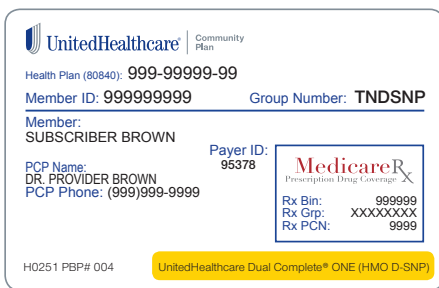 UnitedHealthcare® Community Plan
Health Plan (80840): 999-99999-99
Member ID: 999999999 Group Number: TNDSNP
Member:
SUBSCRIBER BROWN
Payer ID:
95378
PCP Name:
DR. PROVIDER BROWN
PCP Phone: (999)999-9999
MedicareRx
Prescription Drug Coverage
Rx Bin: 999999
Rx Grp: XXXXXXXX
Rx PCN: 9999
H0251 PBP# 004 UnitedHealthcare Dual Complete® ONE (HMO D-SNP)